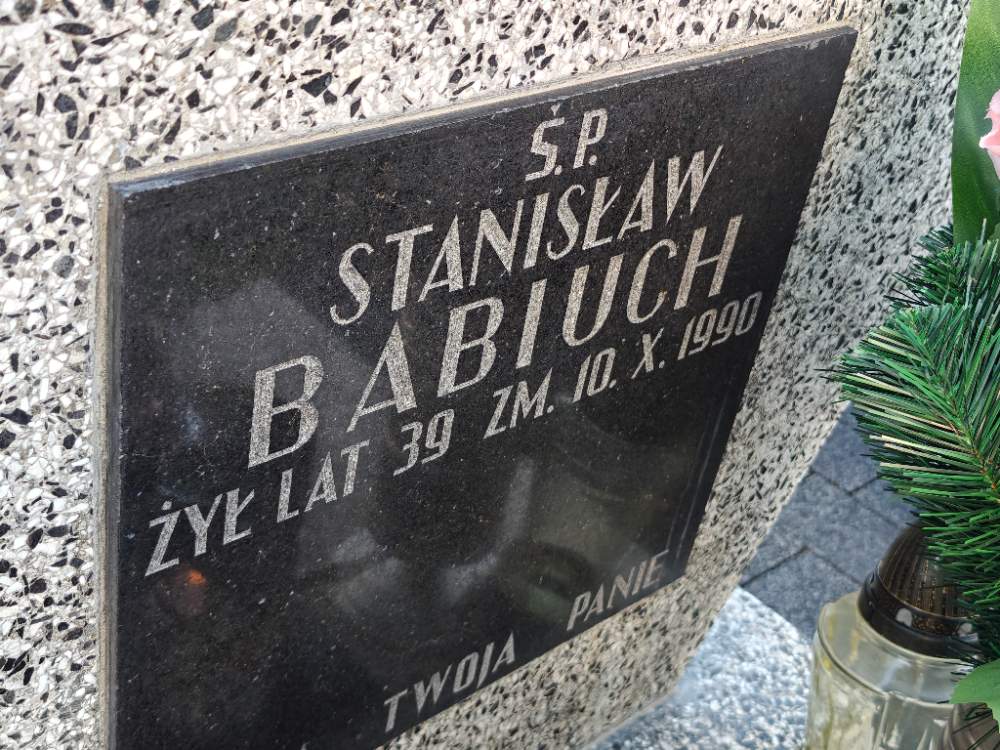 Ś.P.
STANISŁAW
BABIUCH
ŻYŁ LAT 39 ZM. 10. X. 1990
TWOJA PANIE